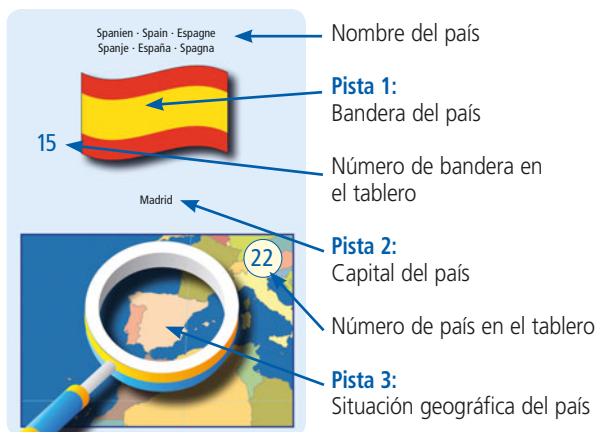 Spanien · Spain · Espagne
Spanje · España · Spagna
Nombre del país
Pista 1:
Bandera del país
15
Número de bandera en
el tablero
Madrid
Pista 2:
Capital del país
22
Número de país en el tablero
Pista 3:
Situación geográfica del país